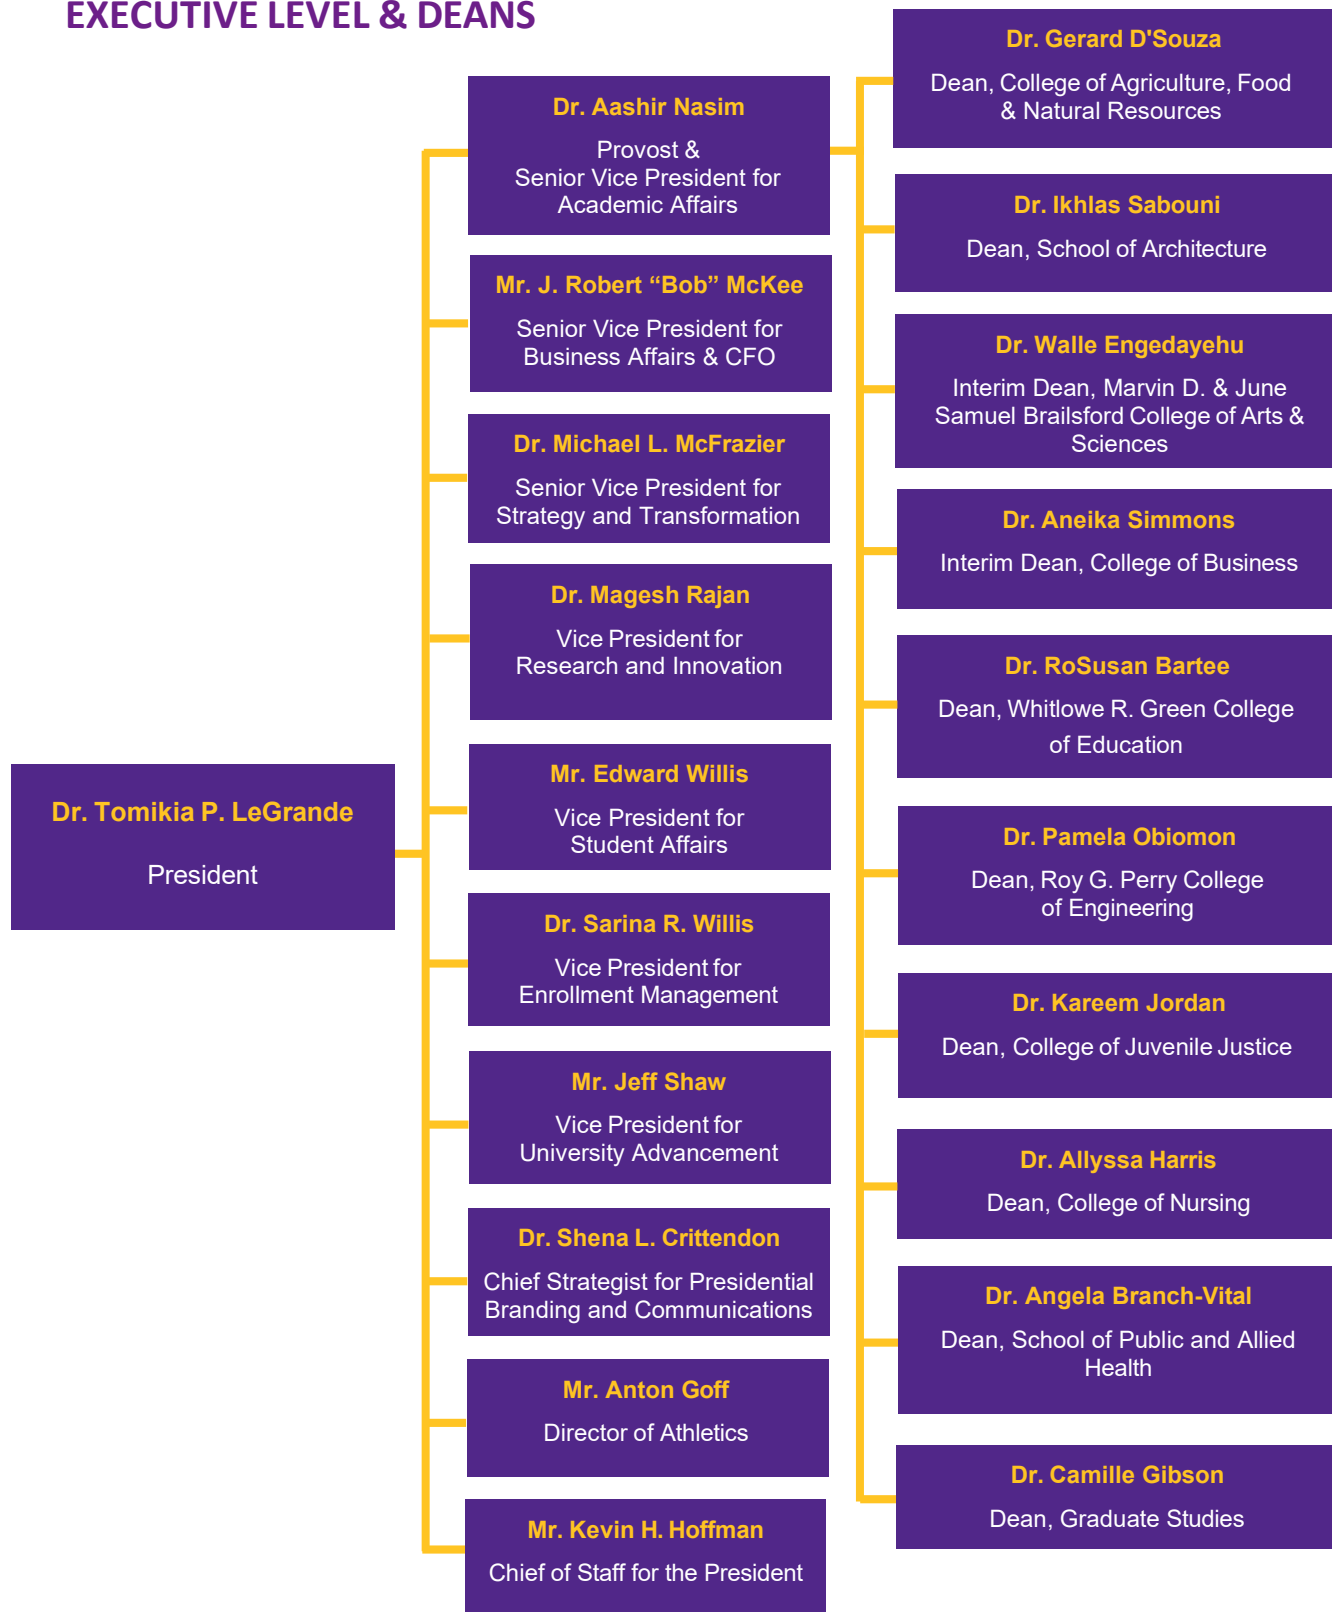 EXECUTIVE LEVEL & DEANS
Dr. Tomikia P. LeGrande
President
Dr. Aashir Nasim
Provost &
Senior Vice President for
Academic Affairs
Mr. J. Robert “Bob” McKee
Senior Vice President for
Business Affairs & CFO
Dr. Michael L. McFrazier
Senior Vice President for
Strategy and Transformation
Dr. Magesh Rajan
Vice President for
Research and Innovation
Mr. Edward Willis
Vice President for
Student Affairs
Dr. Sarina R. Willis
Vice President for
Enrollment Management
Mr. Jeff Shaw
Vice President for
University Advancement
Dr. Shena L. Crittendon
Chief Strategist for Presidential
Branding and Communications
Mr. Anton Goff
Director of Athletics
Mr. Kevin H. Hoffman
Chief of Staff for the President
Dr. Gerard D'Souza
Dean, College of Agriculture, Food
& Natural Resources
Dr. Ikhlas Sabouni
Dean, School of Architecture
Dr. Walle Engedayehu
Interim Dean, Marvin D. & June
Samuel Brailsford College of Arts &
Sciences
Dr. Aneika Simmons
Interim Dean, College of Business
Dr. RoSusan Bartee
Dean, Whitlowe R. Green College
of Education
Dr. Pamela Obiomon
Dean, Roy G. Perry College
of Engineering
Dr. Kareem Jordan
Dean, College of Juvenile Justice
Dr. Allyssa Harris
Dean, College of Nursing
Dr. Angela Branch-Vital
Dean, School of Public and Allied
Health
Dr. Camille Gibson
Dean, Graduate Studies